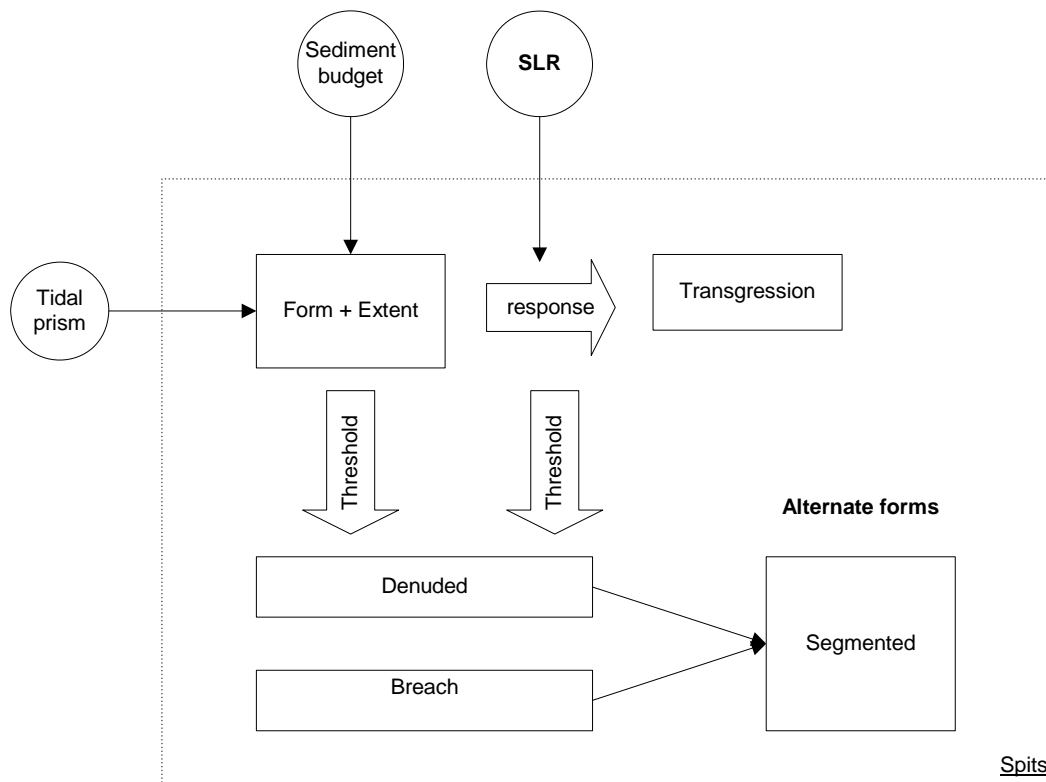 Sediment
budget
SLR
Tidal
prism
Form + Extent
response
Transgression
Threshold
Threshold
Alternate forms
Denuded
Segmented
Breach
Spits